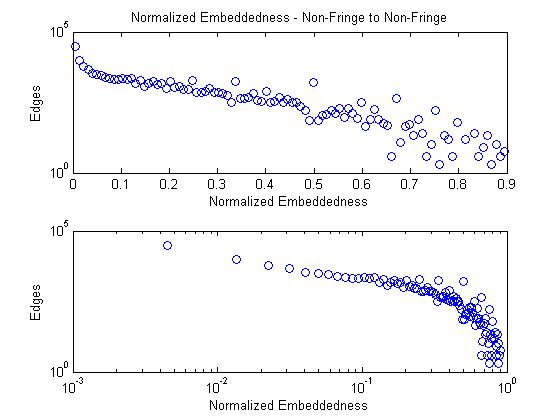 Normalized Embeddedness - Non-Fringe to Non-Fringe
10^5
Edges
10^0
0 0.1 0.2 0.3 0.4 0.5 0.6 0.7 0.8 0.9
Normalized Embeddedness
10^5
Edges
10^0
10^-3 10^-2 10^-1 10^0
Normalized Embeddedness